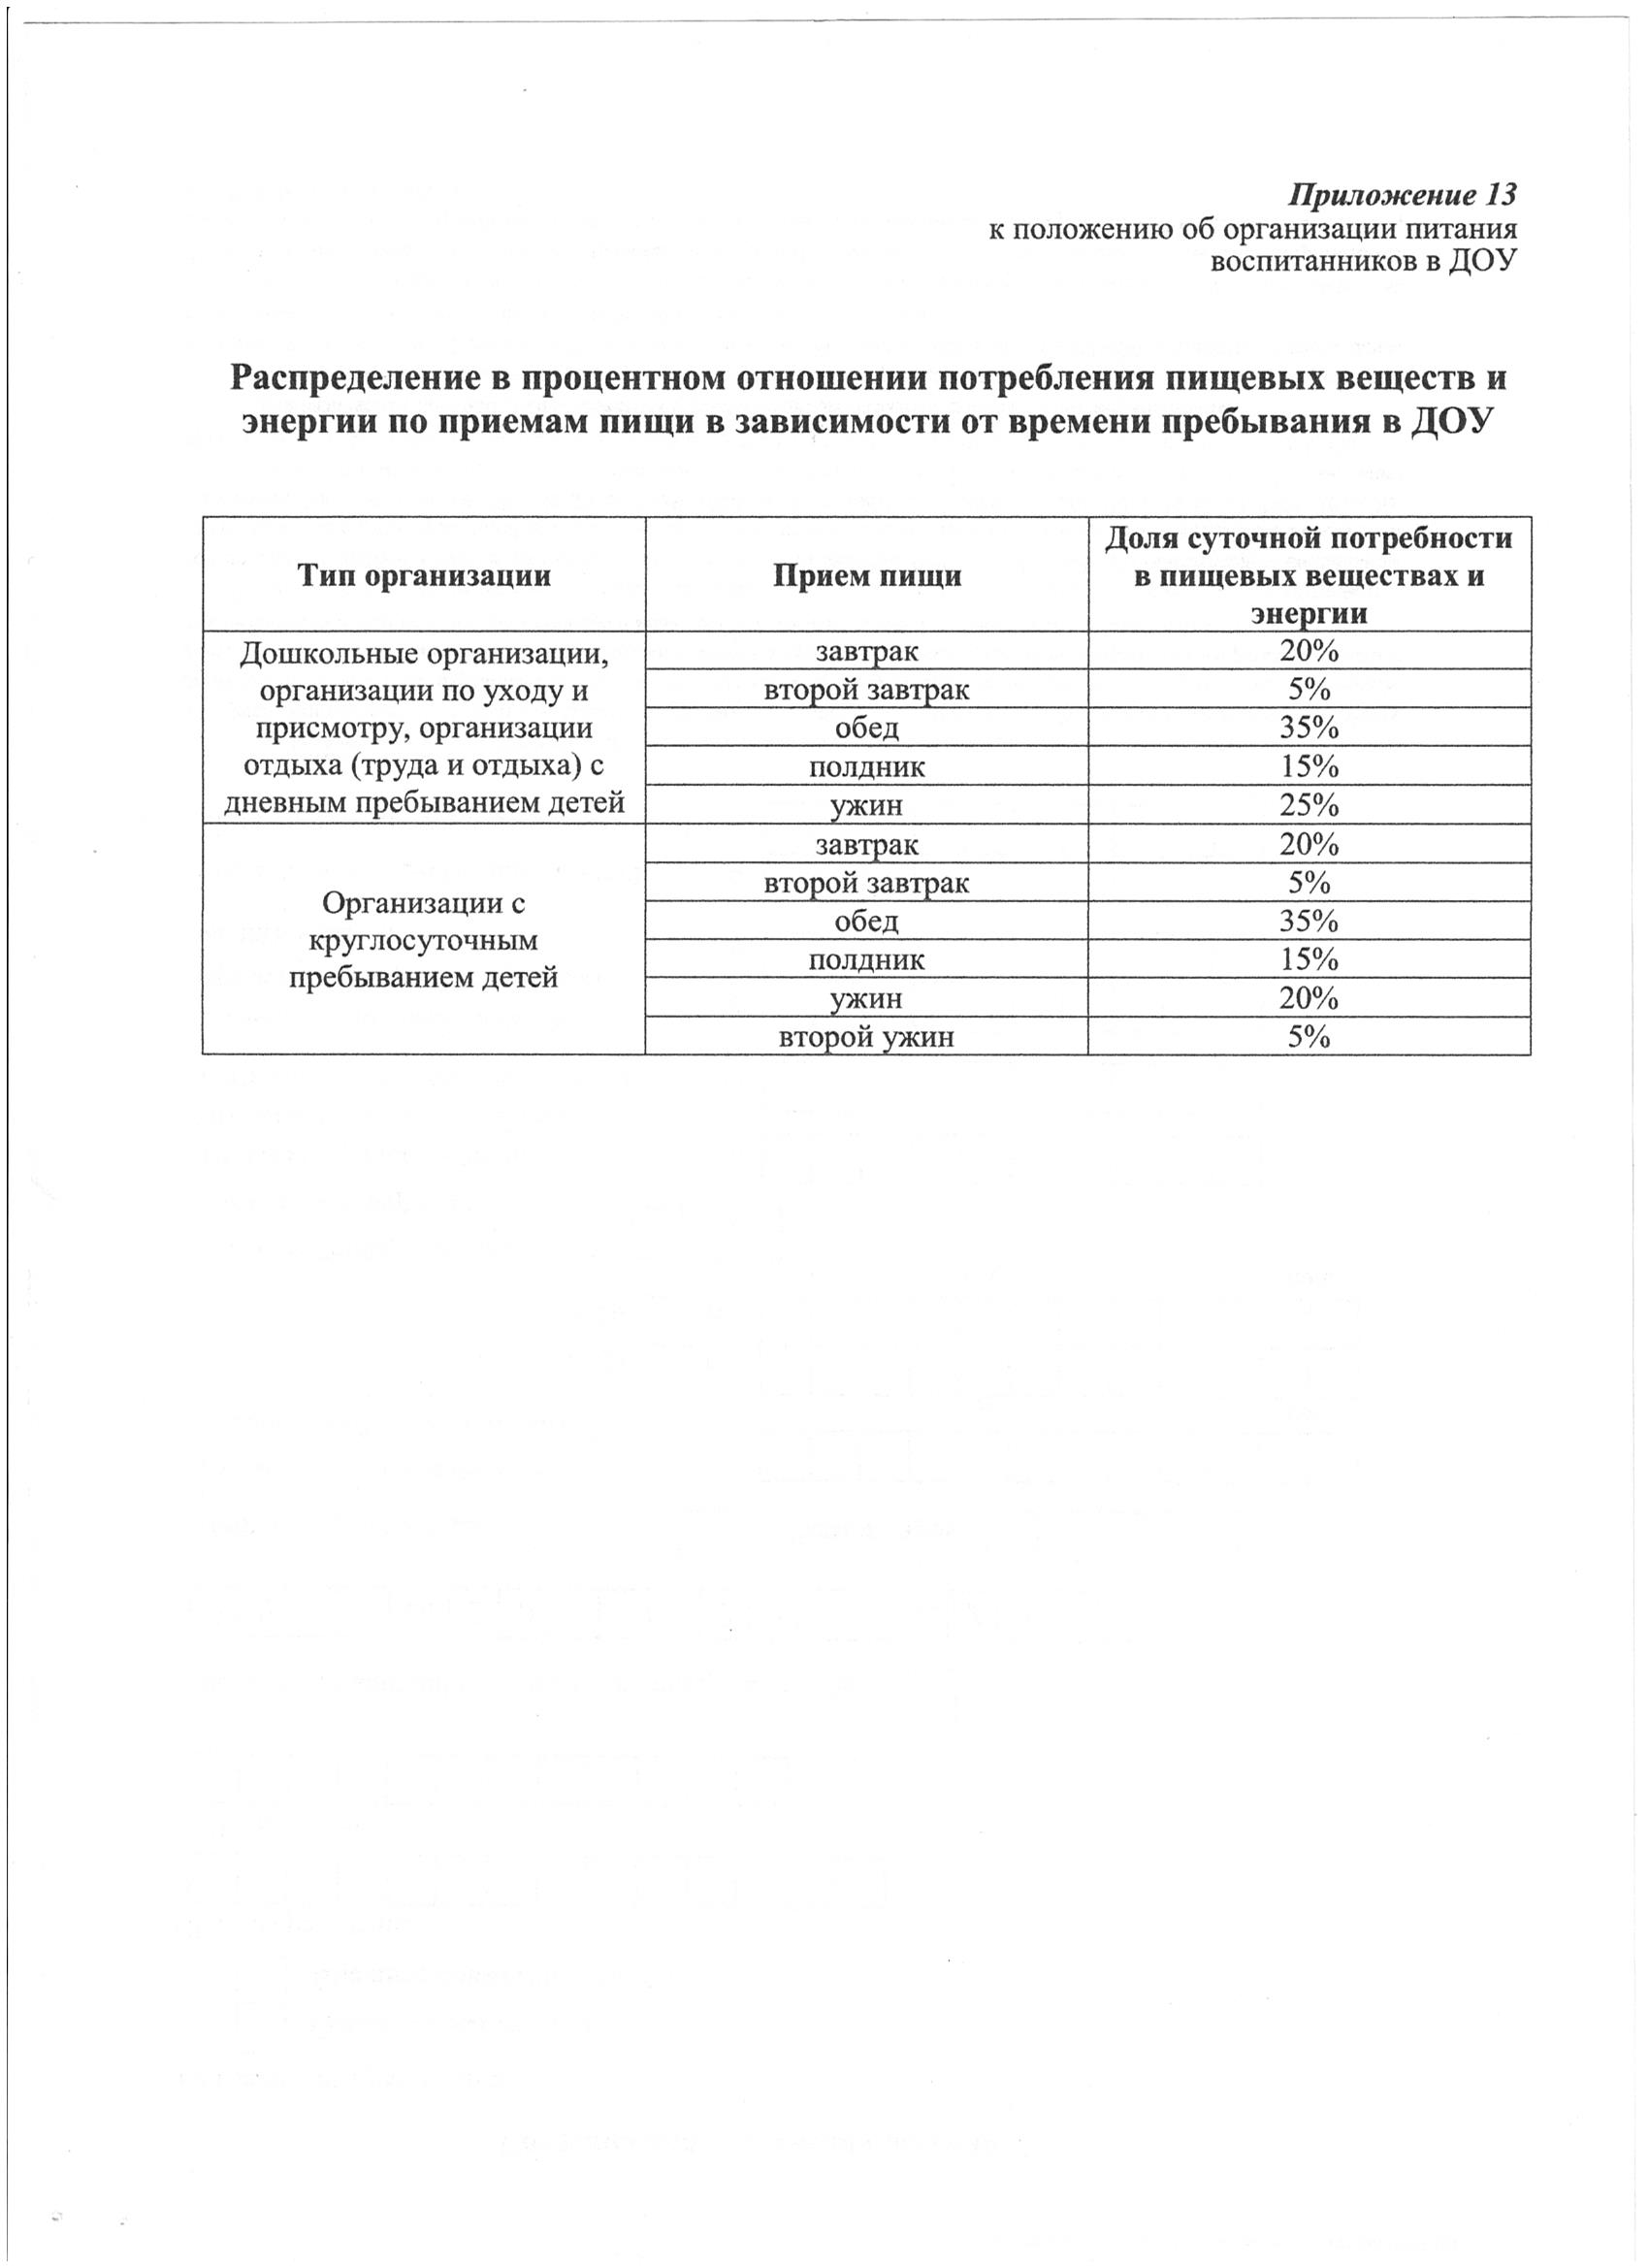 Приложение 13
к положению об организации питания
воспитанников в ДОУ
Распределение в процентном отношении потребления пищевых веществ и
энергии по приемам пищи в зависимости от времени пребывания в ДОУ
Тип организации
Прием пищи
Доля суточной потребности
в пищевых веществах и
энергии
Дошкольные организации,
организации по уходу и
присмотру, организации
отдыха (труда и отдыха) с
дневным пребыванием детей
завтрак 20%
второй завтрак 5%
обед 35%
полдник 15%
ужин 25%
Организации с
круглосуточным
пребыванием детей
завтрак 20%
второй завтрак 5%
обед 35%
полдник 15%
ужин 20%
второй ужин 5%